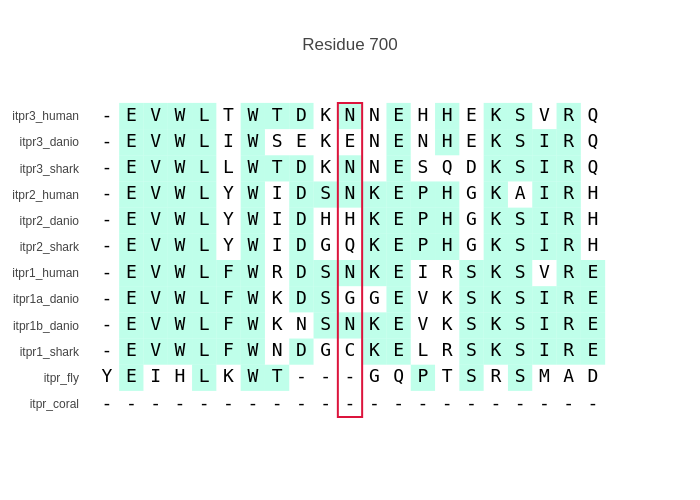 Residue 700
itpr3_human - E V W L T W T D K N N E H H E K S V R Q
itpr3_danio - E V W L I W S E K E N E N H E K S I R Q
itpr3_shark - E V W L L W T D K N N E S Q D K S I R Q
itpr2_human - E V W L Y W I D S N K E P H G K A I R H
itpr2_danio - E V W L Y W I D H H K E P H G K S I R H
itpr2_shark - E V W L Y W I D G Q K E P H G K S I R H
itpr1_human - E V W L F W R D S N K E I R S K S V R E
itpr1a_danio - E V W L F W K D S G G E V K S K S I R E
itpr1b_danio - E V W L F W K N S N K E V K S K S I R E
itpr1_shark - E V W L F W N D G C K E L R S K S I R E
itpr_fly Y E I H L K W T - - - G Q P T S R S M A D
itpr_coral - - - - - - - - - - - - - - - - - - - - -